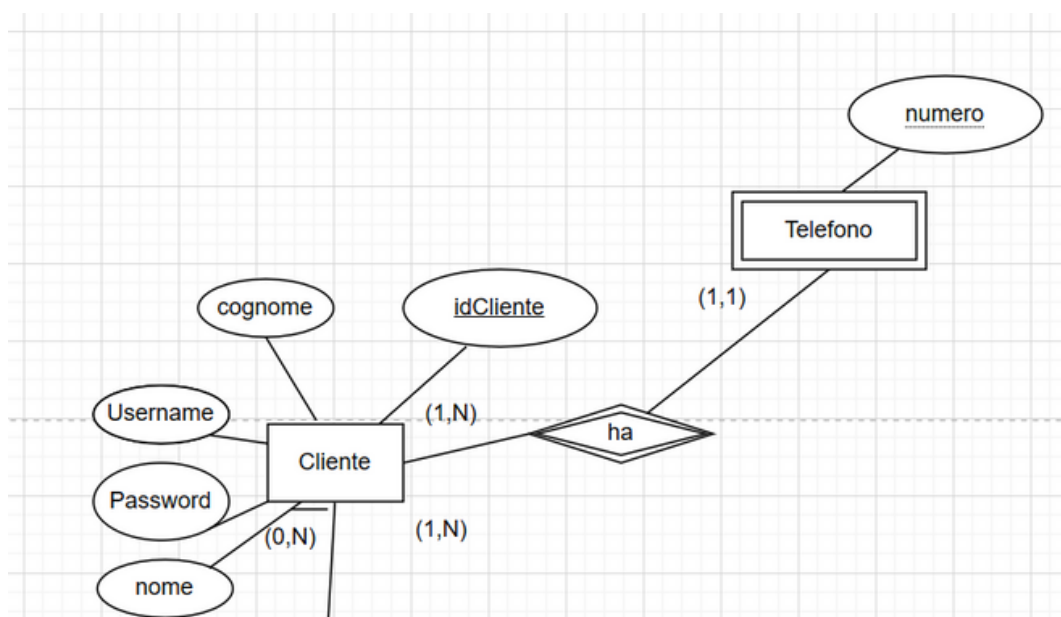 numero
Telefono
(1,1)
cognome
idCliente
Username
(1,N)
ha
Cliente
Password
(0,N)
(1,N)
nome